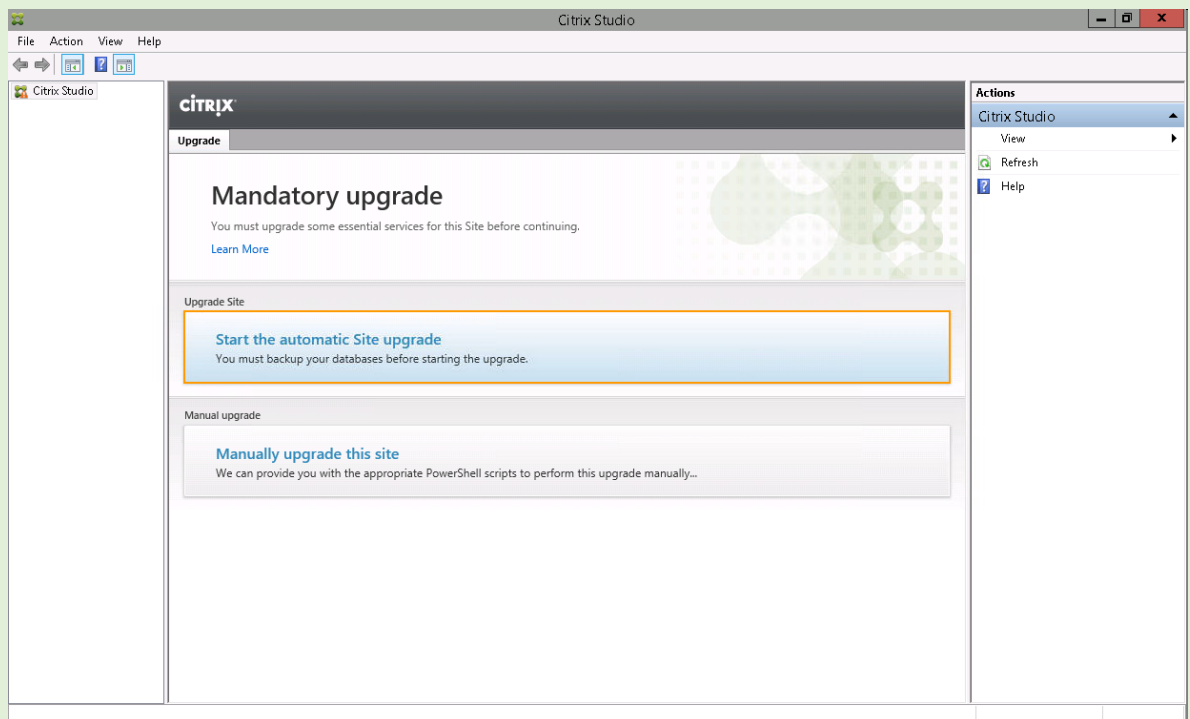 Citrix Studio
File Action View Help
Citrix Studio
CİTRIX
Upgrade
Mandatory upgrade
You must upgrade some essential services for this Site before continuing.
Learn More
Upgrade Site
Start the automatic Site upgrade
You must backup your databases before starting the upgrade.
Manual upgrade
Manually upgrade this site
We can provide you with the appropriate PowerShell scripts to perform this upgrade manually...
Actions
Citrix Studio
View
Refresh
Help